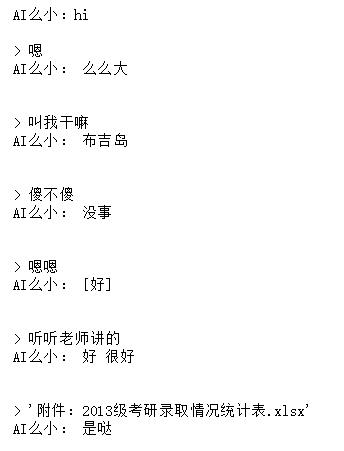 AI么小：hi
> 嗯
AI么小： 么么大
> 叫我干嘛
AI么小： 布吉岛
> 傻不傻
AI么小： 没事
> 嗯嗯
AI么小： [好]
> 听听老师讲的
AI么小： 好 很好
> '附件：2013级考研录取情况统计表.xlsx'
AI么小： 是哒